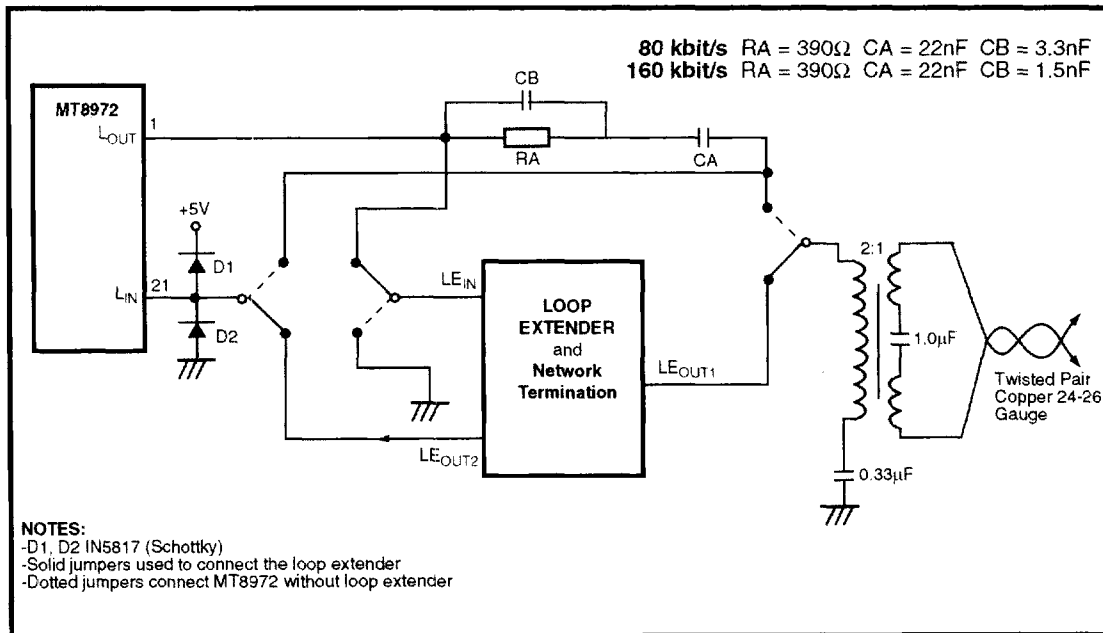 80 kbit/s RA = 390Ω CA = 22nF CB = 3.3nF
160 kbit/s RA = 390Ω CA = 22nF CB = 1.5nF
MT8972
LOUT
1
CB
RA
CA
+5V
D1
LIN
21
D2
LEIN
LOOP
EXTENDER
and
Network
Termination
LEOUT1
LEOUT2
2:1
1.0µF
0.33µF
Twisted Pair
Copper 24-26
Gauge
NOTES:
-D1, D2 IN5817 (Schottky)
-Solid jumpers used to connect the loop extender
-Dotted jumpers connect MT8972 without loop extender